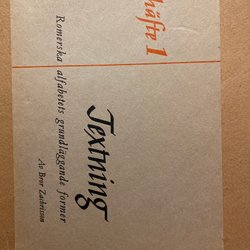 häfte 1
Textning
Romerska alfabetets grundläggande former
Av Bror Zachrisson